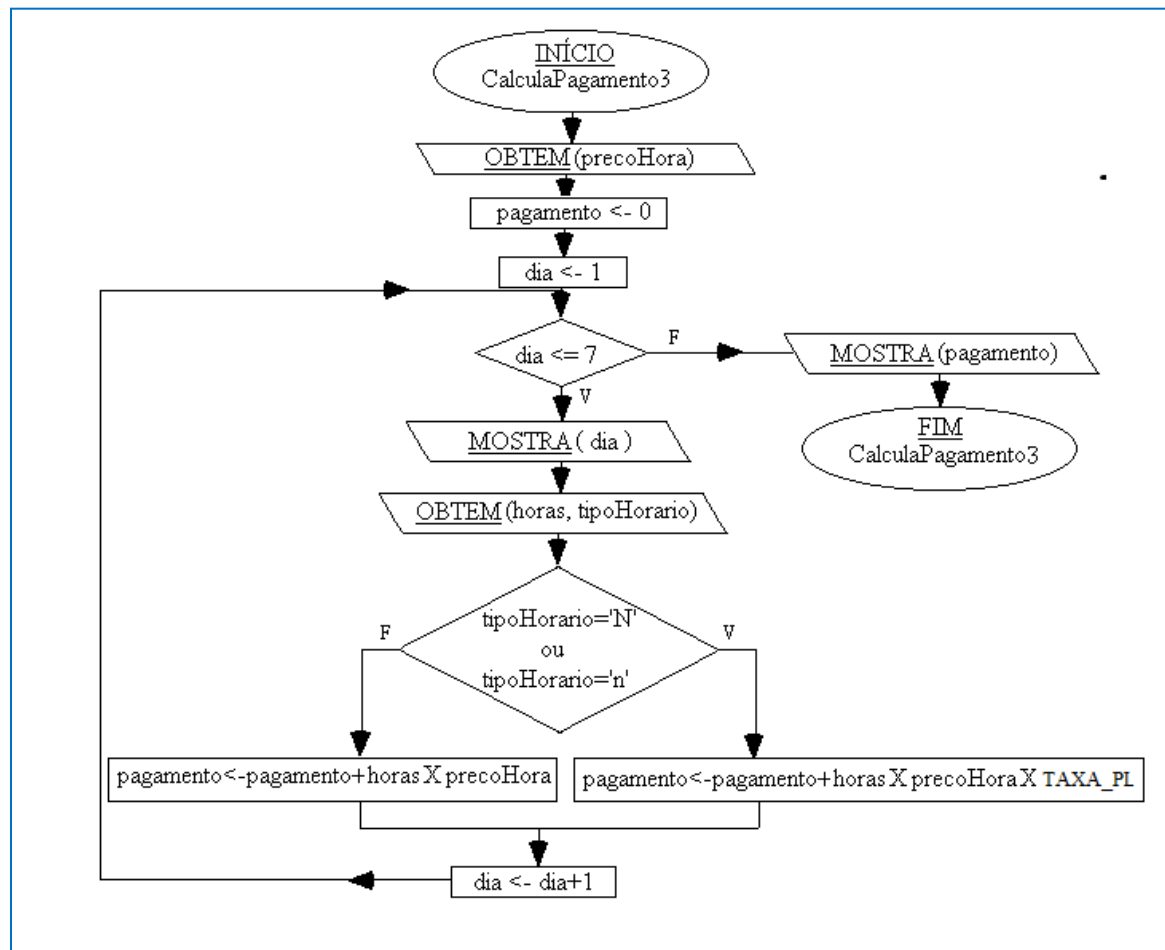 INÍCIO
CalculaPagamento3
OBTEM(precoHora)
pagamento <- 0
dia <- 1
dia <= 7
F
MOSTRA(pagamento)
FIM
CalculaPagamento3
V
MOSTRA( dia )
OBTEM(horas, tipoHorario)
tipoHorario='N'
ou
tipoHorario='n'
F
V
pagamento<-pagamento+horas X precoHora
pagamento<-pagamento+horas X precoHora X TAXA_PL
dia <- dia+1